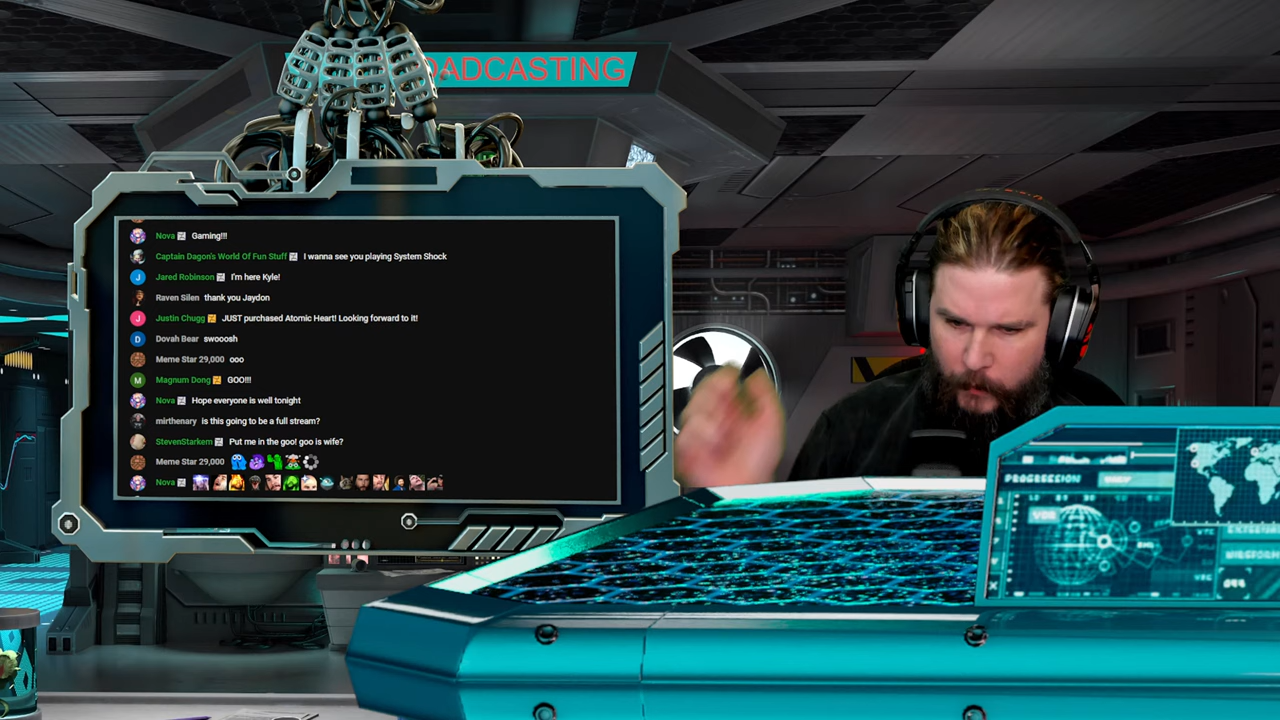 ADCASTING
Nova Gaming!!!
Captain Dagon's World Of Fun Stuff I wanna see you playing System Shock
J Jared Robinson I'm here Kyle!
Raven Silen thank you Jaydon
J Justin Chugg JUST purchased Atomic Heart! Looking forward to it!
D Dovah Bear swooosh
Meme Star 29,000 ooo
M Magnum Dong GOO!!!
Nova Hope everyone is well tonight
mirthenary is this going to be a full stream?
StevenStarkem Put me in the goo! goo is wife?
Meme Star 29,000
Nova
PROGRESSION